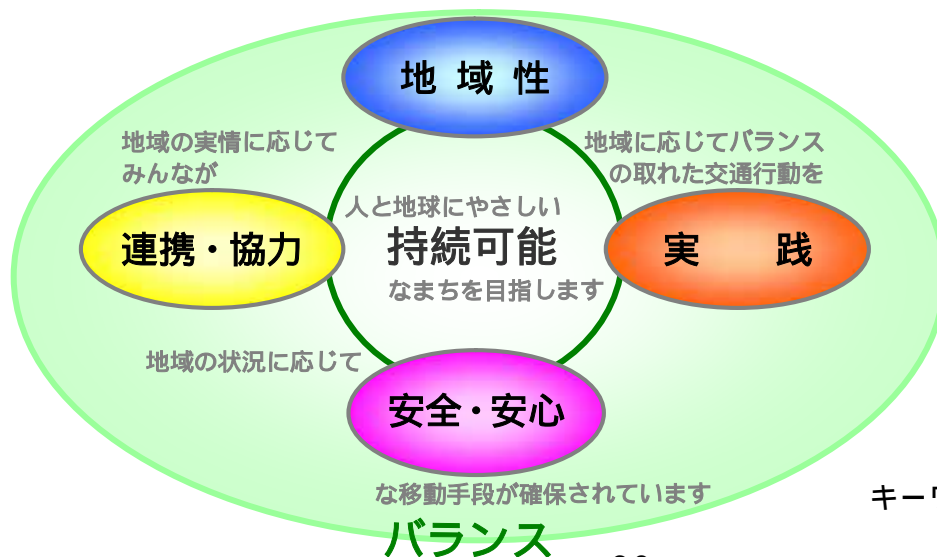 地 域 性
地域の実情に応じて
みんなが
連携・協力
地域に応じてバランス
の取れた交通行動を
実 践
人と地球にやさしい
持続可能
なまちを目指します
地域の状況に応じて
安全・安心
な移動手段が確保されています
バランス
キー